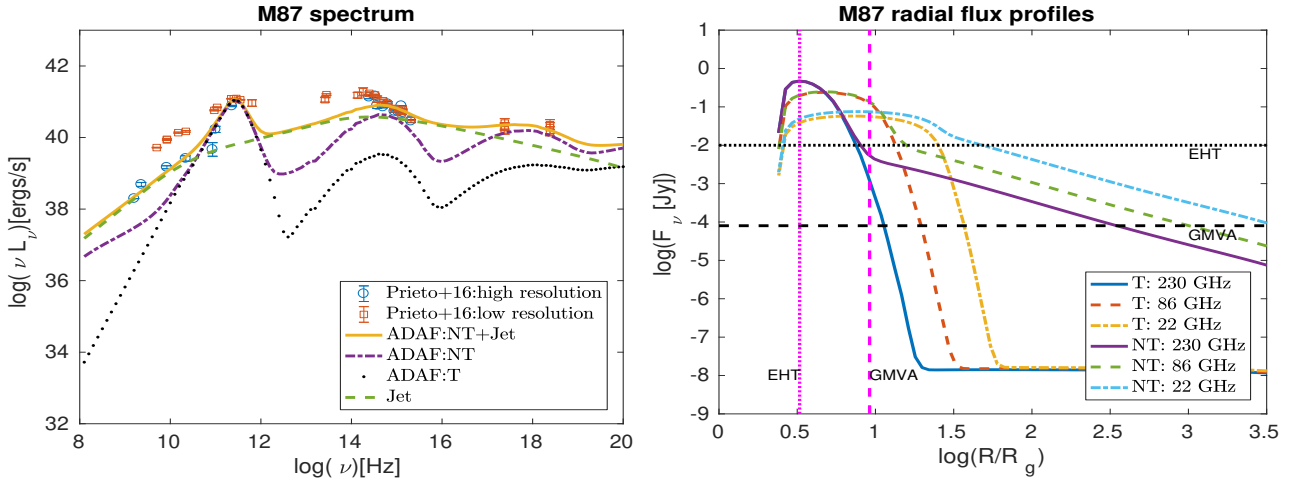 M87 spectrum
log( ν L_ν)[ergs/s]
42
40
38
36
34
32
8
10
12
14
16
18
20
log( ν)[Hz]
Prieto+16:high resolution
Prieto+16:low resolution
ADAF:NT+Jet
ADAF:NT
ADAF:T
Jet
M87 radial flux profiles
log(F_ν [Jy])
1
0
-1
-2
-3
-4
-5
-6
-7
-8
-9
0
0.5
1
1.5
2
2.5
3
3.5
log(R/R_g)
EHT
GMVA
EHT
GMVA
T: 230 GHz
T: 86 GHz
T: 22 GHz
NT: 230 GHz
NT: 86 GHz
NT: 22 GHz